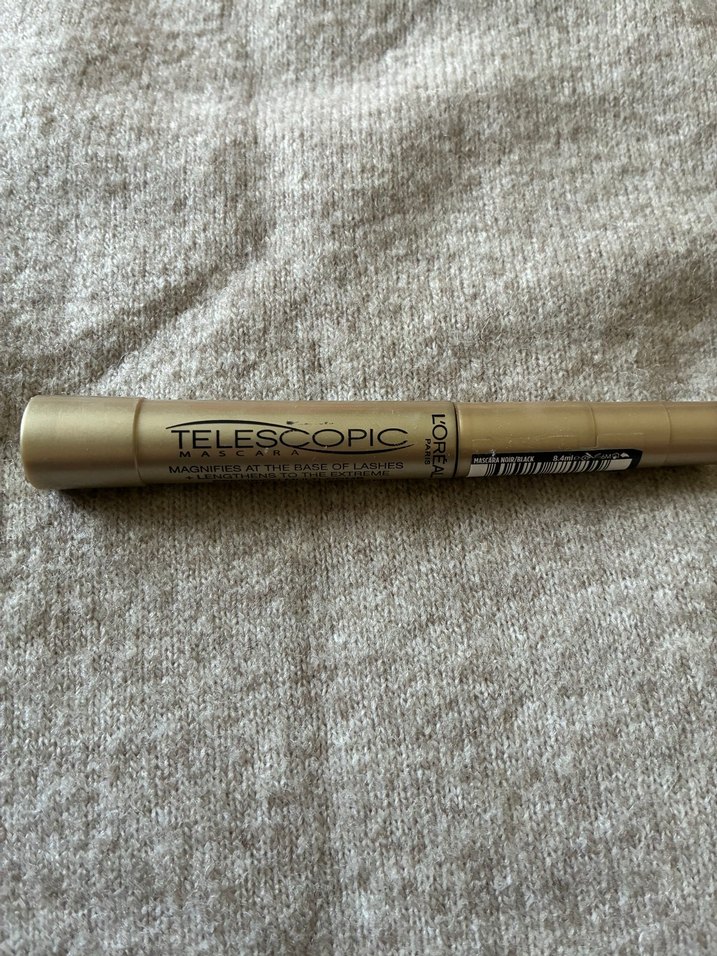 TELESCOPIC
MASCARA
MAGNIFIES AT THE BASE OF LASHES
+ LENGTHENS TO THE EXTREME
L'ORÉAL
PARIS
MASCARA NOIR/BLACK 8.4ml 6M